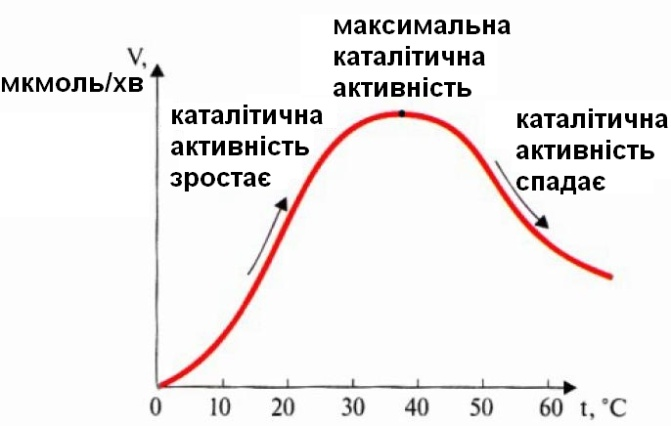 V,
мкмоль/хв
каталітична
активність
зростає
максимальна
каталітична
активність
каталітична
активність
спадає
0 10 20 30 40 50 60 t, °C